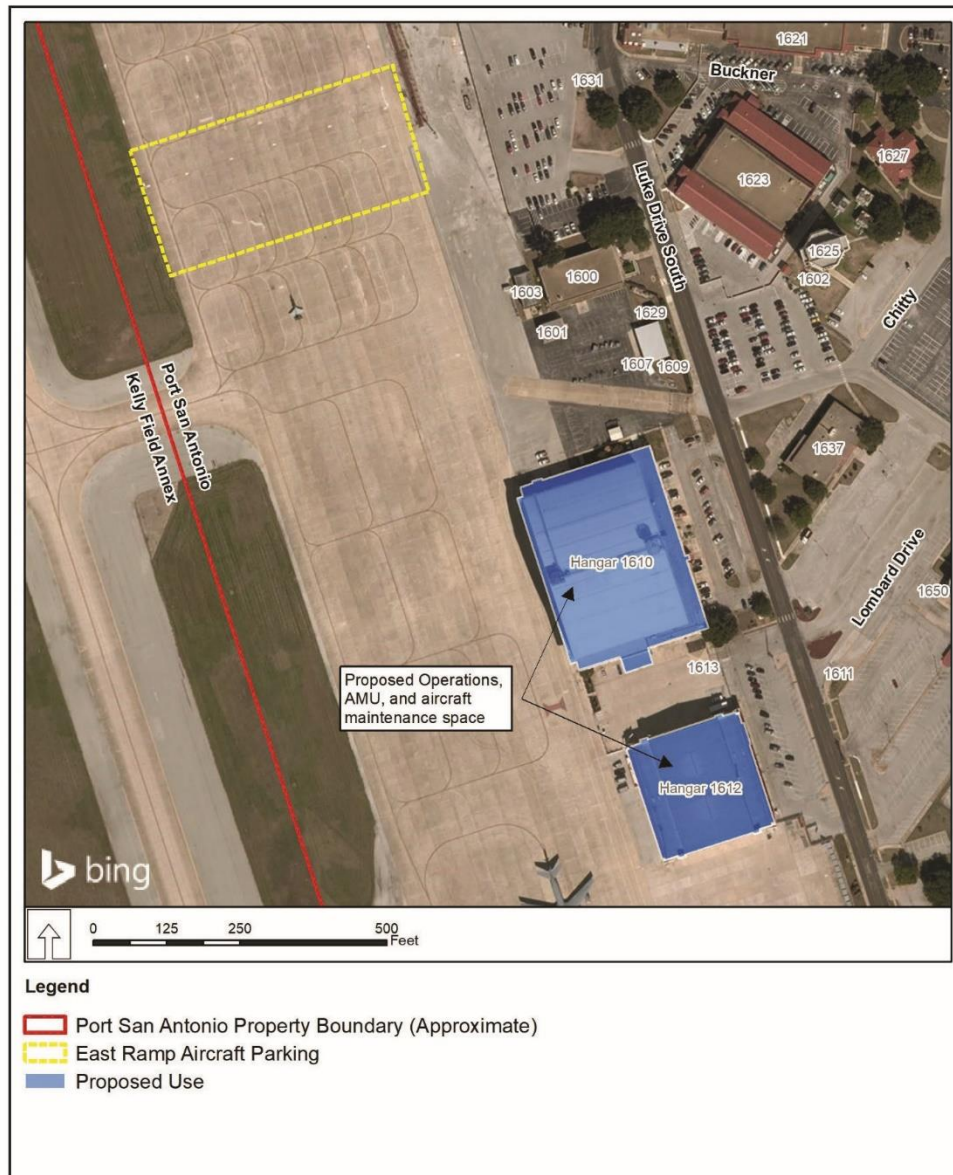 1621
Buckner
1631
1627
1623
Luke Drive South
1625
1600
1602
1603
Chitty
1629
1601
1607
1609
Port San Antonio
Kelly Field Annex
1637
Hangar 1610
Lombard Drive
1650
1613
1611
Proposed Operations,
AMU, and aircraft
maintenance space
Hangar 1612
bing
0 125 250 500
Feet
Legend
Port San Antonio Property Boundary (Approximate)
East Ramp Aircraft Parking
Proposed Use